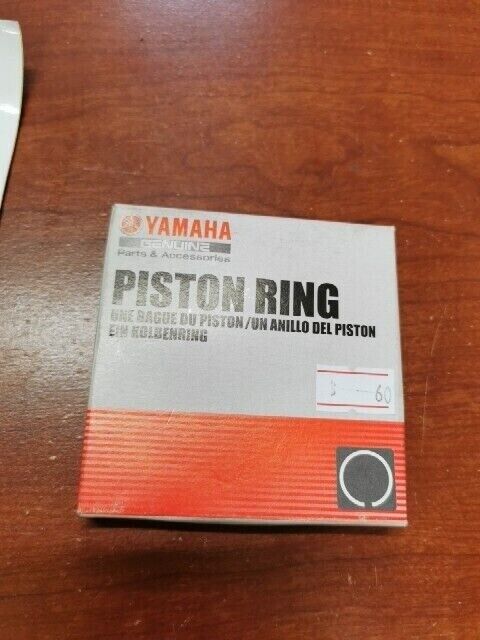 YAMAHA
GENUINE
Parts & Accessories
PISTON RING
UNE BAGUE DU PISTON/UN ANILLO DEL PISTON
EIN KOLBENRING
$ 60